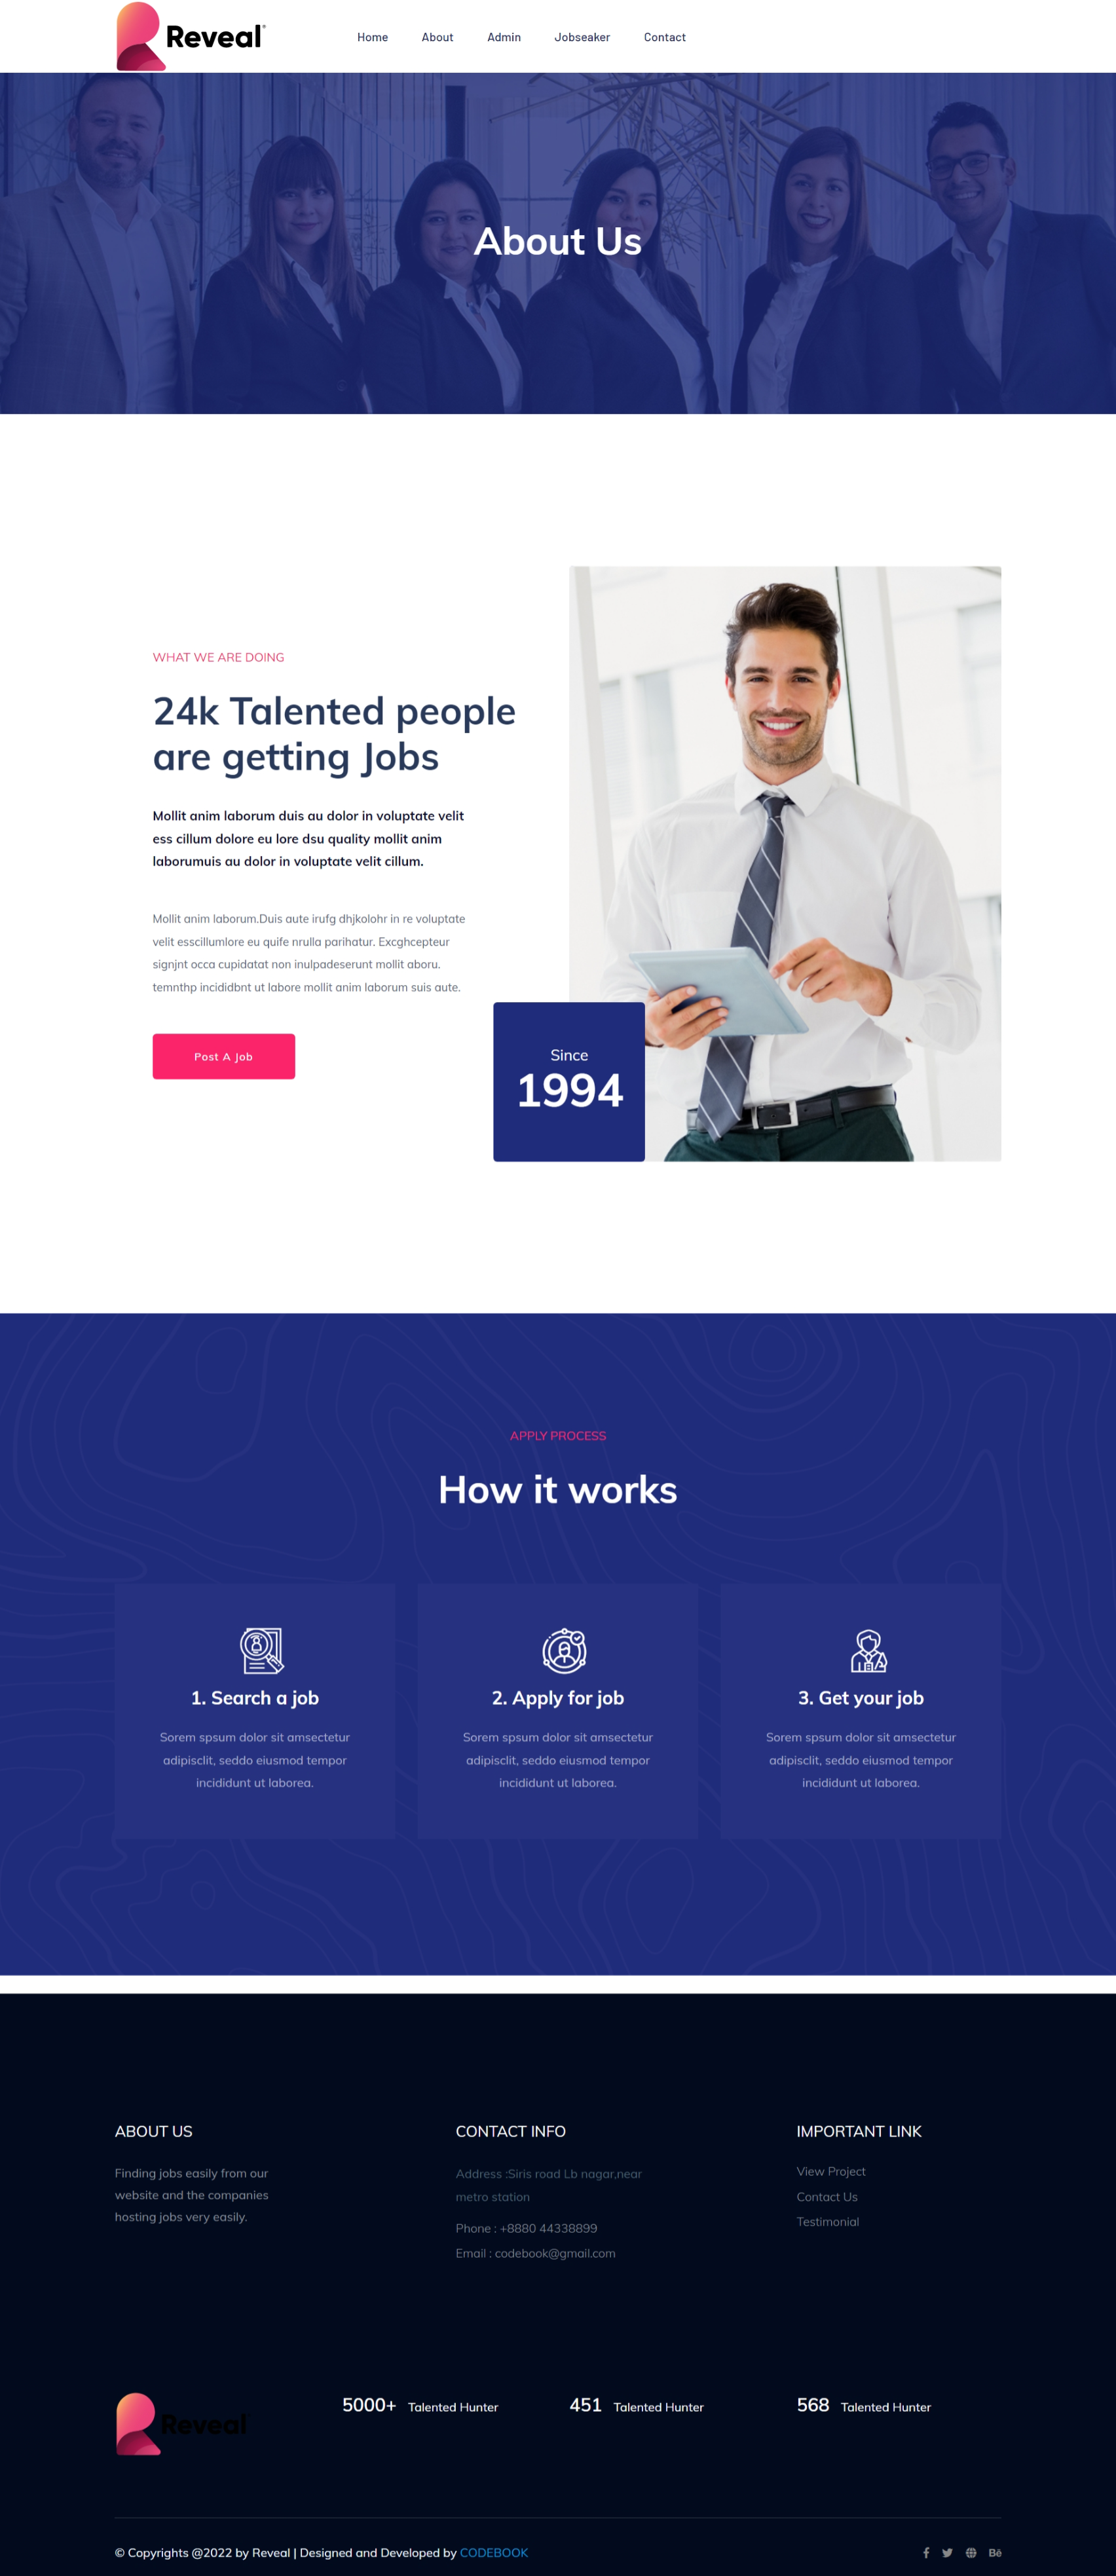 Reveal
Home About Admin Jobseaker Contact
About Us
WHAT WE ARE DOING
24k Talented people
are getting Jobs
Mollit anim laborum duis au dolor in voluptate velit
ess cillum dolore eu lore dsu quality mollit anim
laborumuis au dolor in voluptate velit cillum.
Mollit anim laborum.Duis aute irufg dhjkolohr in re voluptate
velit esscillumlore eu quife nrulla parihatur. Excghcepteur
signjnt occa cupidatat non inulpadeserunt mollit aboru.
temnthp incididbnt ut labore mollit anim laborum suis aute.
Post A Job
Since
1994
APPLY PROCESS
How it works
1. Search a job
Sorem spsum dolor sit amsectetur
adipisclit, seddo eiusmod tempor
incididunt ut laborea.
2. Apply for job
Sorem spsum dolor sit amsectetur
adipisclit, seddo eiusmod tempor
incididunt ut laborea.
3. Get your job
Sorem spsum dolor sit amsectetur
adipisclit, seddo eiusmod tempor
incididunt ut laborea.
ABOUT US
Finding jobs easily from our
website and the companies
hosting jobs very easily.
CONTACT INFO
Address :Siris road Lb nagar,near
metro station
Phone : +8880 44338899
Email : codebook@gmail.com
IMPORTANT LINK
View Project
Contact Us
Testimonial
Reveal
5000+ Talented Hunter
451 Talented Hunter
568 Talented Hunter
© Copyrights @2022 by Reveal | Designed and Developed by CODEBOOK